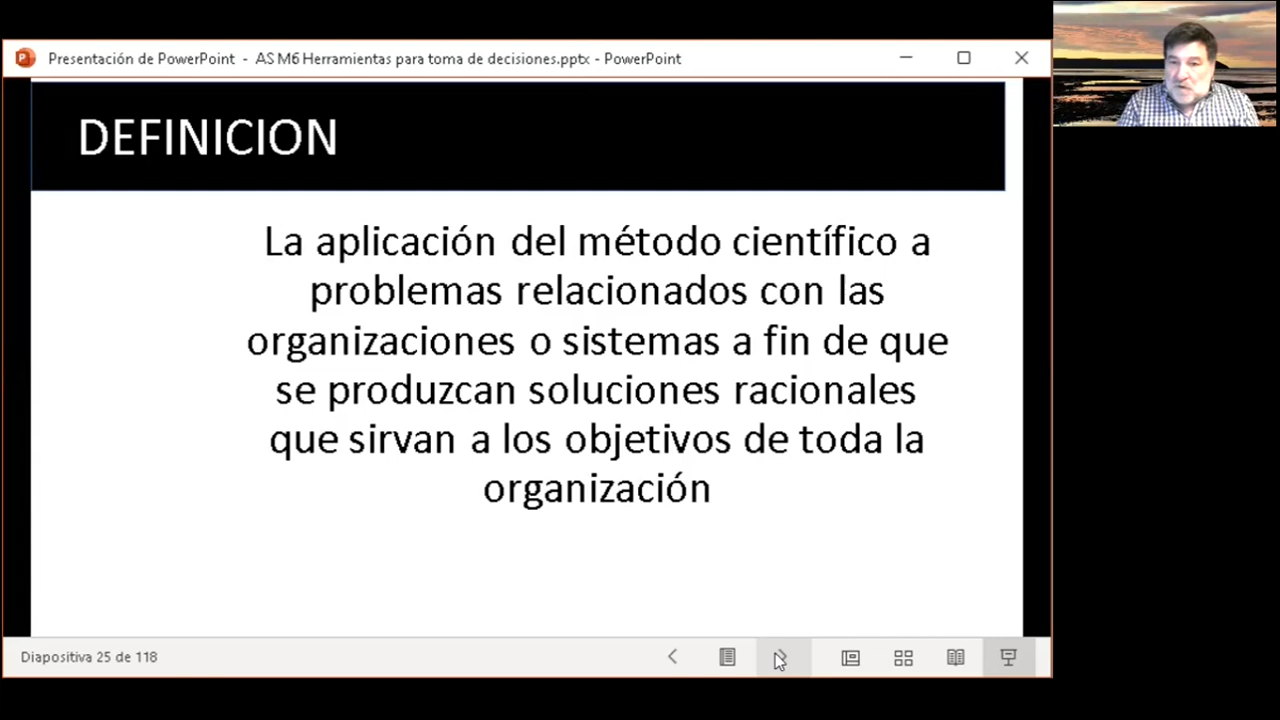 Presentación de PowerPoint - AS M6 Herramientas para toma de decisiones.pptx - PowerPoint
DEFINICION
La aplicación del método científico a
problemas relacionados con las
organizaciones o sistemas a fin de que
se produzcan soluciones racionales
que sirvan a los objetivos de toda la
organización
Diapositiva 25 de 118